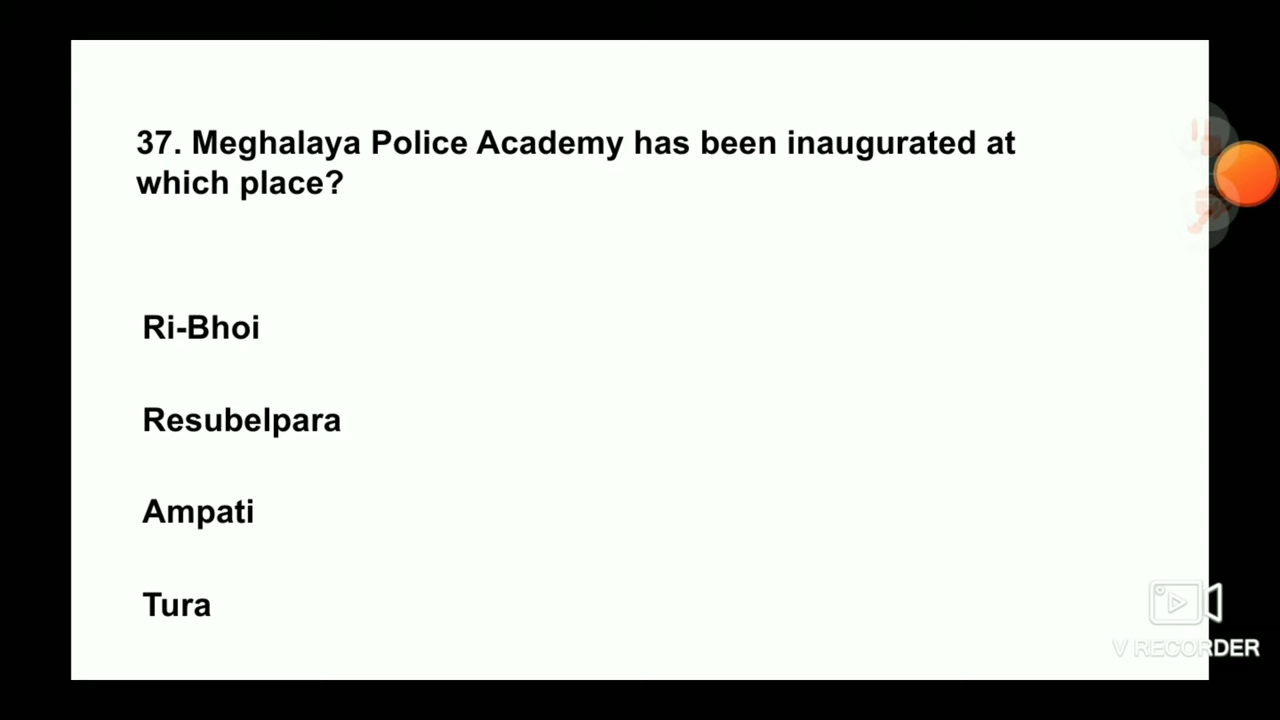 37. Meghalaya Police Academy has been inaugurated at
which place?
Ri-Bhoi
Resubelpara
Ampati
Tura
V RECORDER